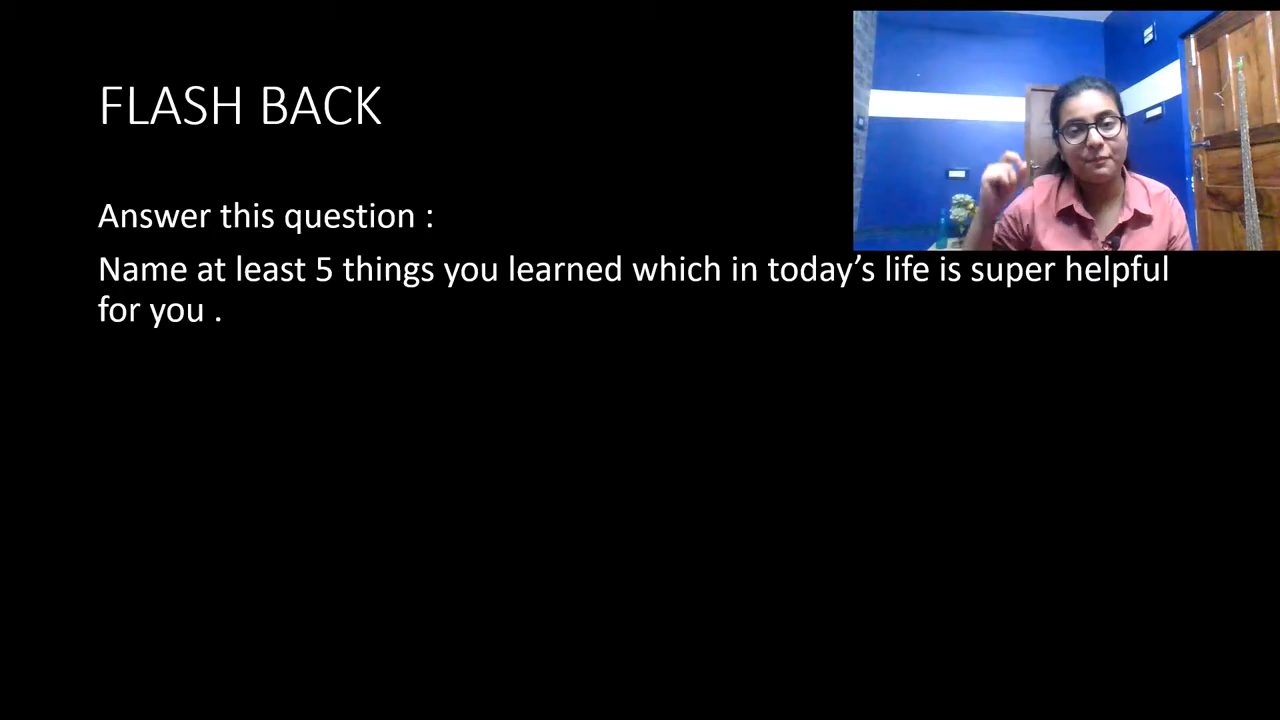 FLASH BACK
Answer this question :
Name at least 5 things you learned which in today’s life is super helpful
for you .